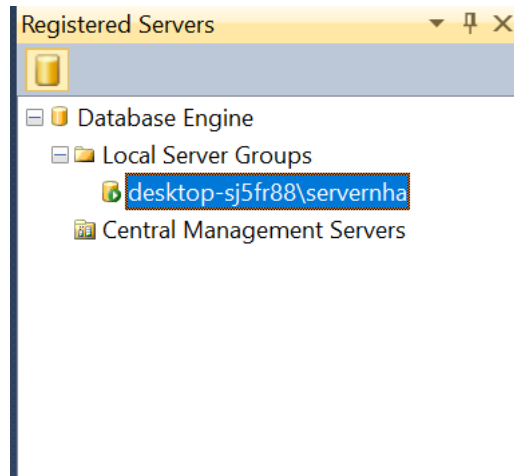 Registered Servers
Database Engine
Local Server Groups
desktop-sj5fr88\servernha
Central Management Servers